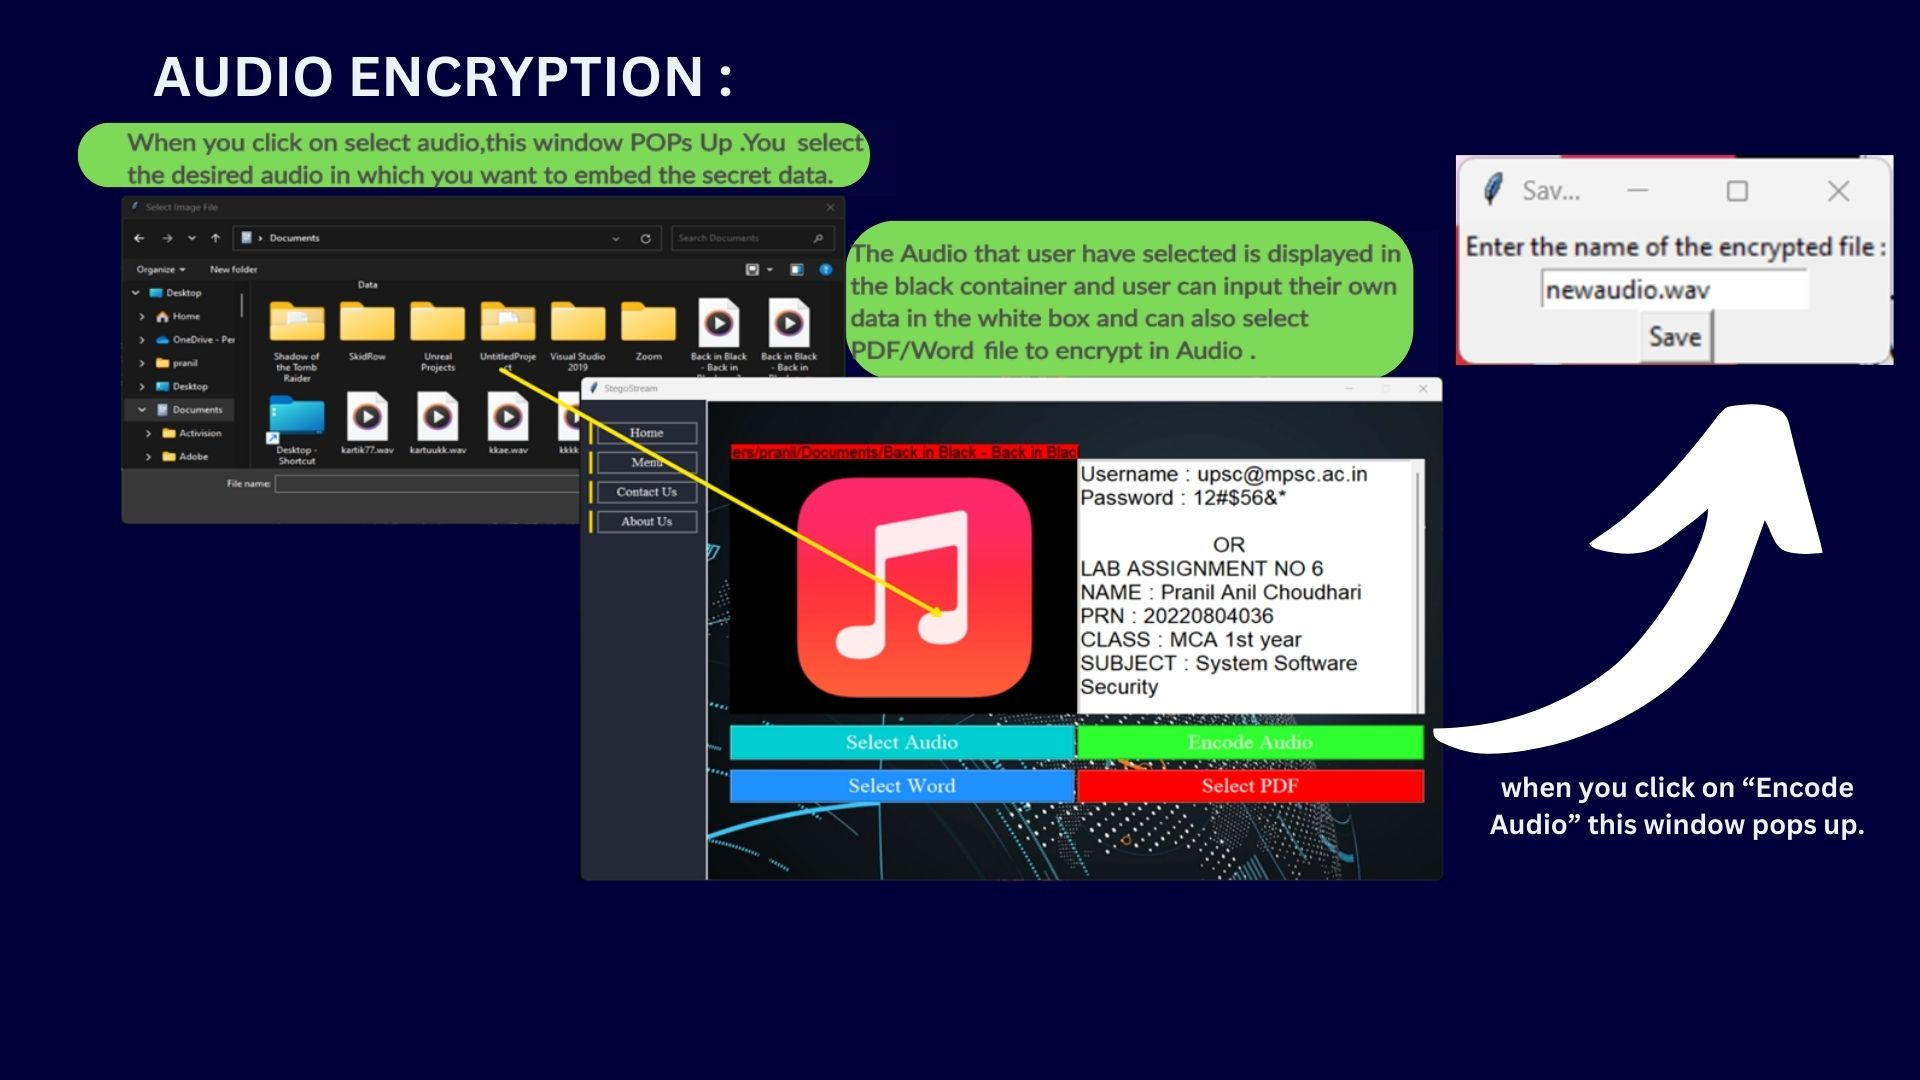 AUDIO ENCRYPTION :
When you click on select audio,this window POPs Up .You select
the desired audio in which you want to embed the secret data.
Select Image File
Documents
Search Documents
Organize
New folder
Desktop
Home
OneDrive - Per
pranil
Desktop
Documents
Activision
Adobe
Data
Shadow of
the Tomb
Raider
SkidRow
Unreal
Projects
UntitledProje
ct
Visual Studio
2019
Zoom
Back in Black
- Back in
Back in Black
- Back in
Desktop -
Shortcut
kartik77.wav
kartuukk.wav
kkae.wav
kkkk
File name:
The Audio that user have selected is displayed in
the black container and user can input their own
data in the white box and can also select
PDF/Word file to encrypt in Audio .
StegoStream
Home
Menu
Contact Us
About Us
ers/pranil/Documents/Back in Black - Back in Blac
Username : upsc@mpsc.ac.in
Password : 12#$56&*
OR
LAB ASSIGNMENT NO 6
NAME : Pranil Anil Choudhari
PRN : 20220804036
CLASS : MCA 1st year
SUBJECT : System Software
Security
Select Audio
Encode Audio
Select Word
Select PDF
Sav...
Enter the name of the encrypted file :
newaudio.wav
Save
when you click on “Encode
Audio” this window pops up.